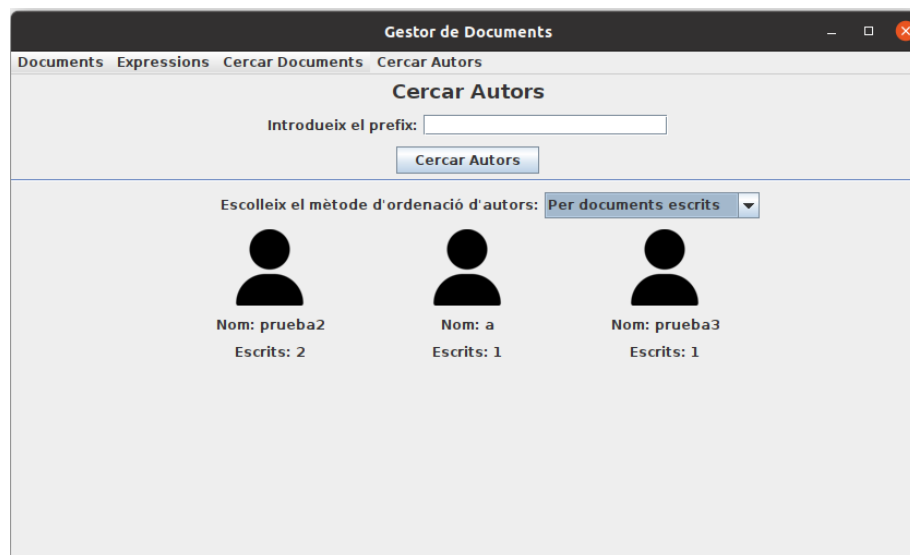 Gestor de Documents
Documents Expressions Cercar Documents Cercar Autors
Cercar Autors
Introdueix el prefix:
Cercar Autors
Escolleix el mètode d'ordenació d'autors: Per documents escrits
Nom: prueba2 Nom: a Nom: prueba3
Escrits: 2 Escrits: 1 Escrits: 1